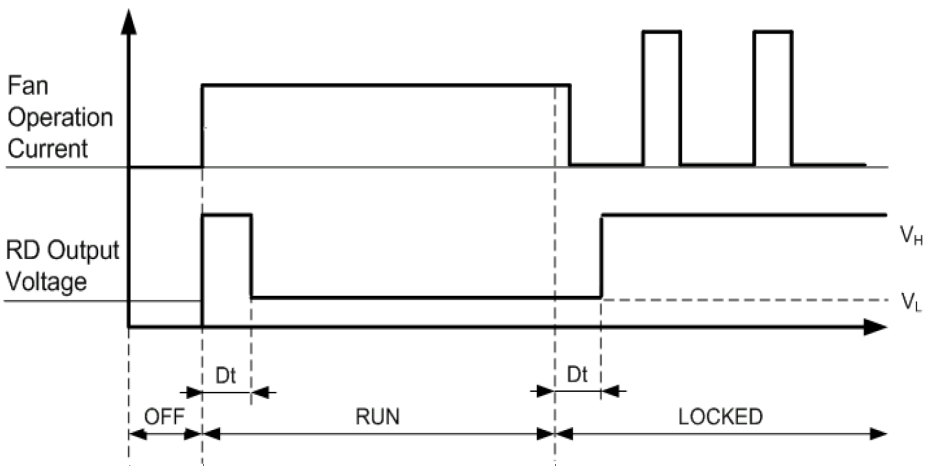 Fan
Operation
Current
RD Output
Voltage
VH
VL
Dt
Dt
OFF
RUN
LOCKED